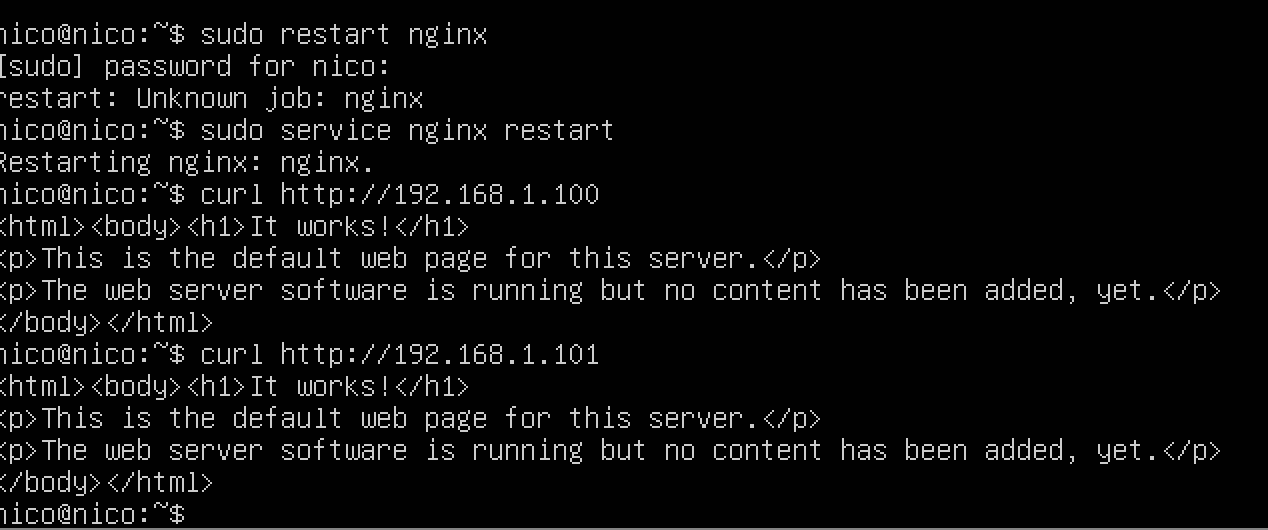 nico@nico:~$ sudo restart nginx
[sudo] password for nico:
restart: Unknown job: nginx
nico@nico:~$ sudo service nginx restart
Restarting nginx: nginx.
nico@nico:~$ curl http://192.168.1.100
<html><body><h1>It works!</h1>
<p>This is the default web page for this server.</p>
<p>The web server software is running but no content has been added, yet.</p>
</body></html>
nico@nico:~$ curl http://192.168.1.101
<html><body><h1>It works!</h1>
<p>This is the default web page for this server.</p>
<p>The web server software is running but no content has been added, yet.</p>
</body></html>
nico@nico:~$